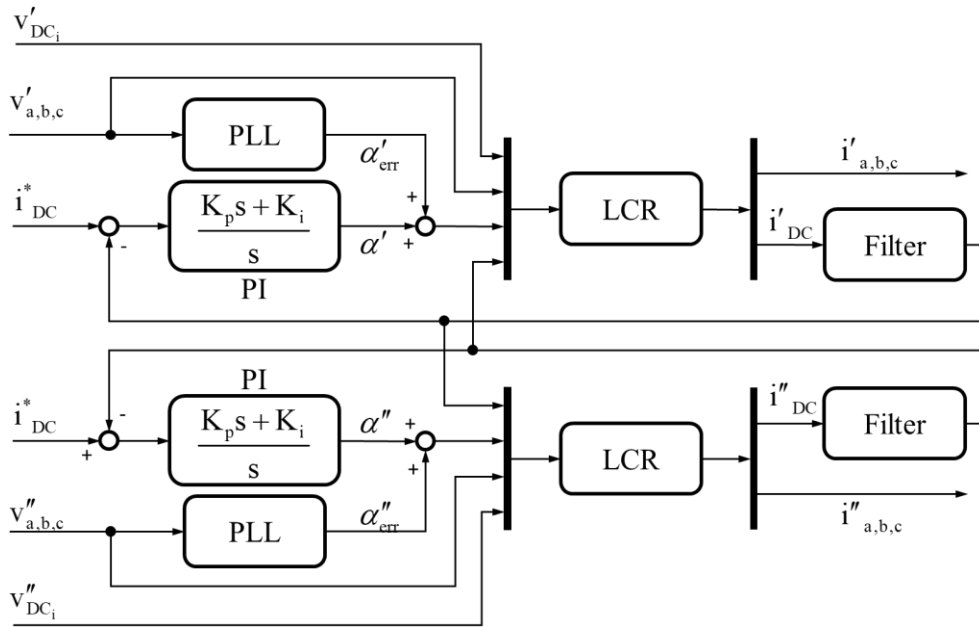 v′DCi
v′a,b,c
PLL
α′err
+
i*DC
-
Kps + Ki
s
α′
+
PI
LCR
i′a,b,c
i′DC
Filter
PI
i*DC
-
+
Kps + Ki
s
α″
+
+
LCR
i″DC
Filter
v″a,b,c
PLL
α″err
i″a,b,c
v″DCi